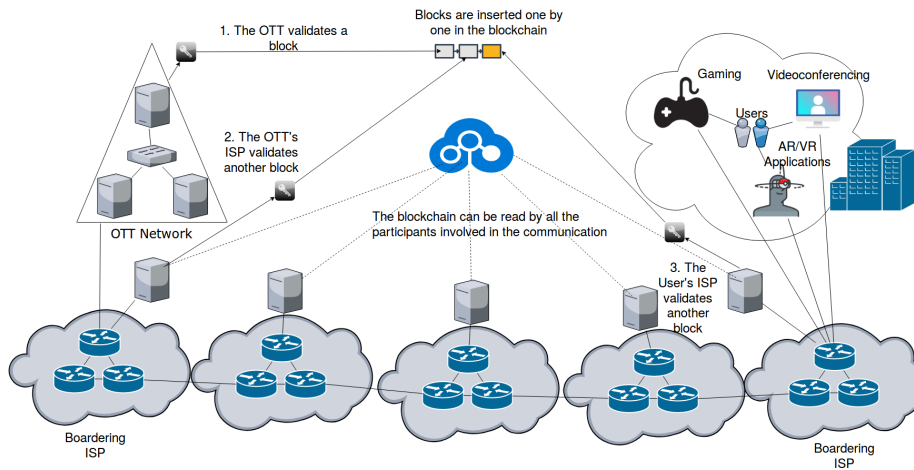 1. The OTT validates a
block
Blocks are inserted one by
one in the blockchain
Gaming
Videoconferencing
Users
AR/VR
Applications
2. The OTT's
ISP validates
another block
OTT Network
The blockchain can be read by all the
participants involved in the communication
3. The
User's ISP
validates
another
block
Boardering
ISP
Boardering
ISP